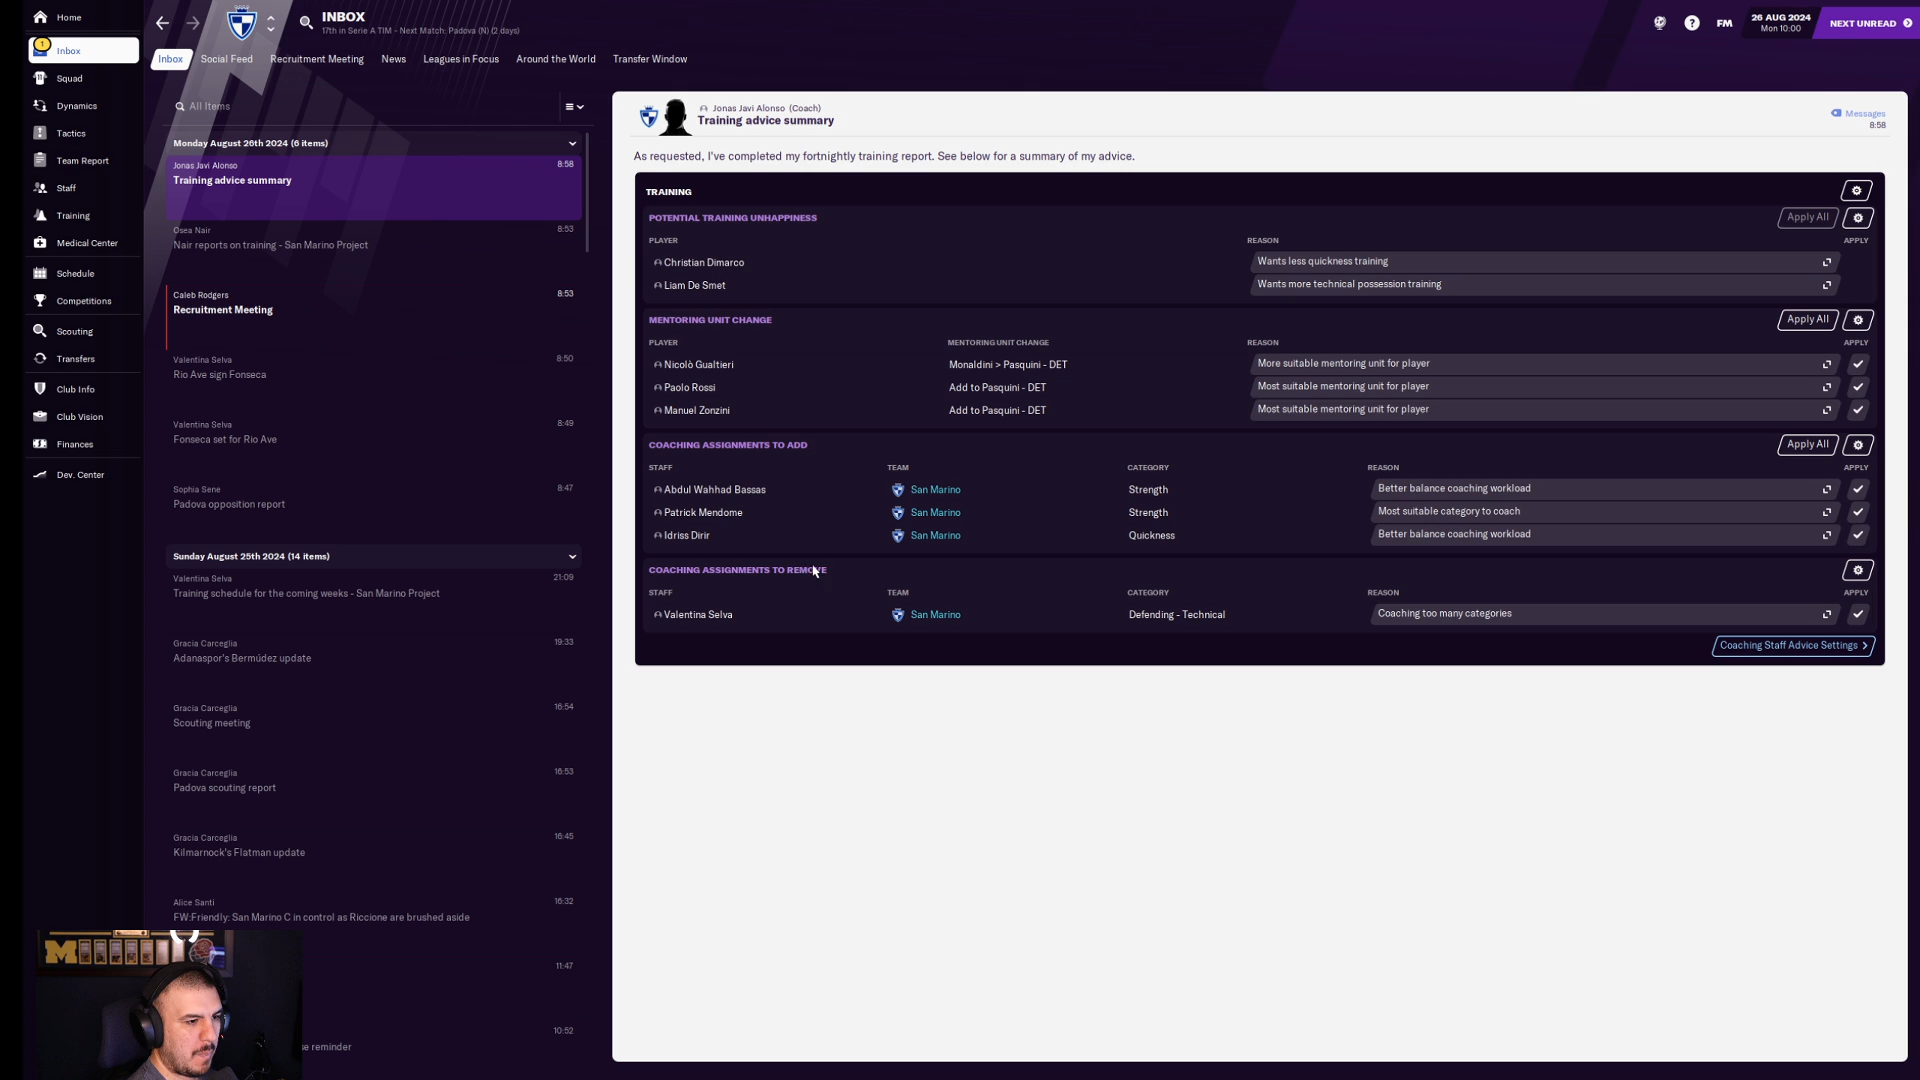 Home
INBOX
17th in Serie A TIM - Next Match: Padova (N) (2 days)
FM
26 AUG 2024
Mon 10:00
NEXT UNREAD
1
Inbox
Squad
Dynamics
Tactics
Team Report
Staff
Training
Medical Center
Schedule
Competitions
Scouting
Transfers
Club Info
Club Vision
Finances
Dev. Center
Inbox
Social Feed
Recruitment Meeting
News
Leagues in Focus
Around the World
Transfer Window
All Items
Monday August 26th 2024 (6 items)
Jonas Javi Alonso 8:58
Training advice summary
Osea Nair 8:53
Nair reports on training - San Marino Project
Caleb Rodgers 8:53
Recruitment Meeting
Valentina Selva 8:50
Rio Ave sign Fonseca
Valentina Selva 8:49
Fonseca set for Rio Ave
Sophia Sene 8:47
Padova opposition report
Sunday August 25th 2024 (14 items)
Valentina Selva 21:09
Training schedule for the coming weeks - San Marino Project
Gracia Carceglia 19:33
Adanaspor's Bermúdez update
Gracia Carceglia 16:54
Scouting meeting
Gracia Carceglia 16:53
Padova scouting report
Gracia Carceglia 16:45
Kilmarnock's Flatman update
Alice Santi 16:32
FW:Friendly: San Marino C in control as Riccione are brushed aside
11:47
10:52
se reminder
M
Jonas Javi Alonso (Coach)
Training advice summary
Messages
8:58
As requested, I've completed my fortnightly training report. See below for a summary of my advice.
TRAINING
POTENTIAL TRAINING UNHAPPINESS Apply All
PLAYER REASON APPLY
Christian Dimarco Wants less quickness training
Liam De Smet Wants more technical possession training
MENTORING UNIT CHANGE Apply All
PLAYER MENTORING UNIT CHANGE REASON APPLY
Nicolò Gualtieri Monaldini > Pasquini - DET More suitable mentoring unit for player
Paolo Rossi Add to Pasquini - DET Most suitable mentoring unit for player
Manuel Zonzini Add to Pasquini - DET Most suitable mentoring unit for player
COACHING ASSIGNMENTS TO ADD Apply All
STAFF TEAM CATEGORY REASON APPLY
Abdul Wahhad Bassas San Marino Strength Better balance coaching workload
Patrick Mendome San Marino Strength Most suitable category to coach
Idriss Dirir San Marino Quickness Better balance coaching workload
COACHING ASSIGNMENTS TO REMOVE
STAFF TEAM CATEGORY REASON APPLY
Valentina Selva San Marino Defending - Technical Coaching too many categories
Coaching Staff Advice Settings >